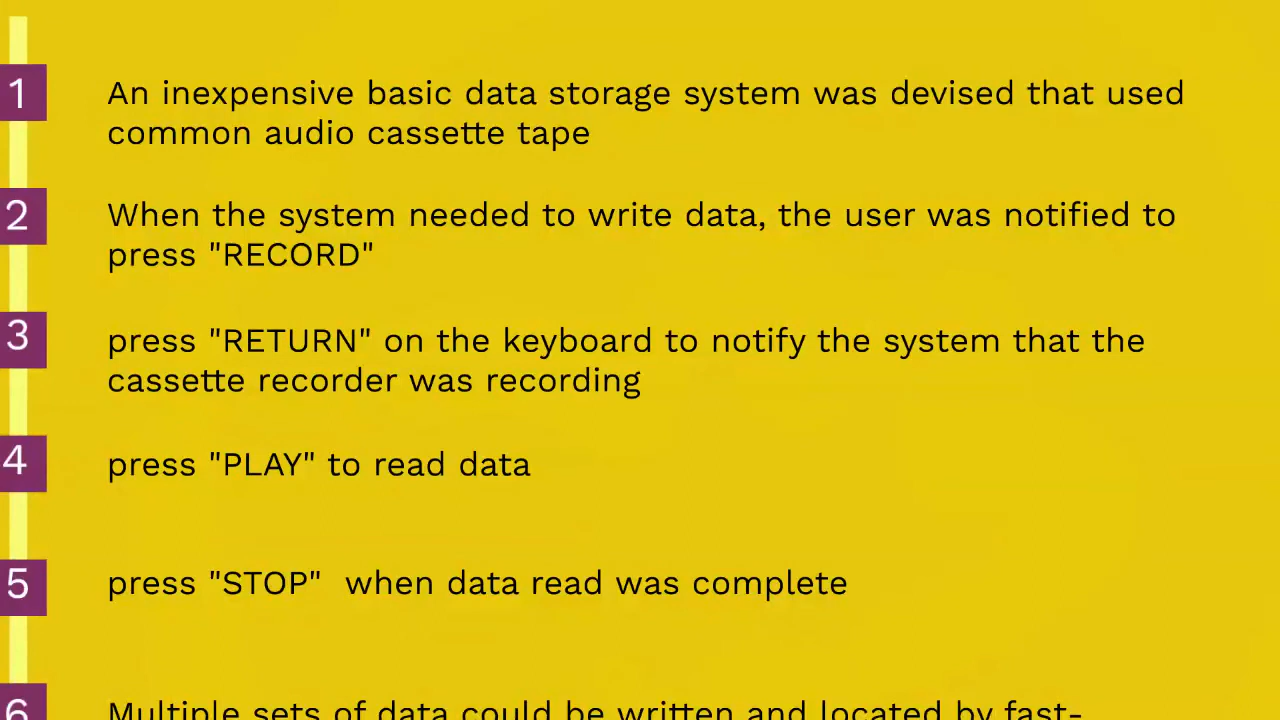 1
An inexpensive basic data storage system was devised that used
common audio cassette tape
2
When the system needed to write data, the user was notified to
press "RECORD"
3
press "RETURN" on the keyboard to notify the system that the
cassette recorder was recording
4
press "PLAY" to read data
5
press "STOP"  when data read was complete
6
Multiple sets of data could be written and located by fast-